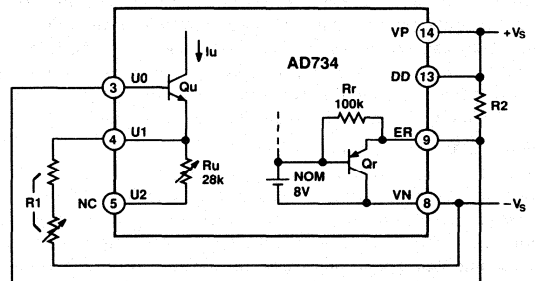 VP 14 +VS
Iu
AD734
3 U0 Qu
DD 13
Rr
100k
R2
4 U1
ER 9
Ru
28k
Qr
R1
NC 5 U2
NOM
8V
VN 8 -VS